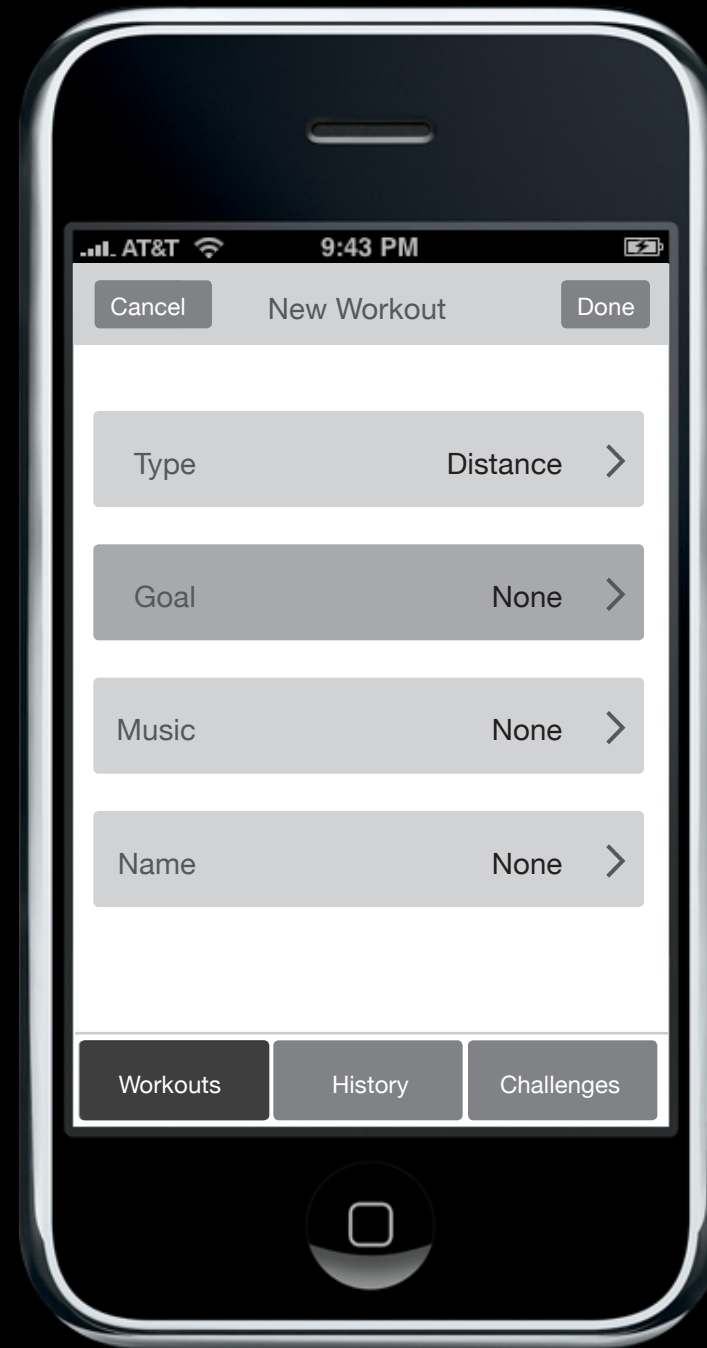 AT&T 9:43 PM
Cancel New Workout Done
Type Distance
Goal None
Music None
Name None
Workouts History Challenges